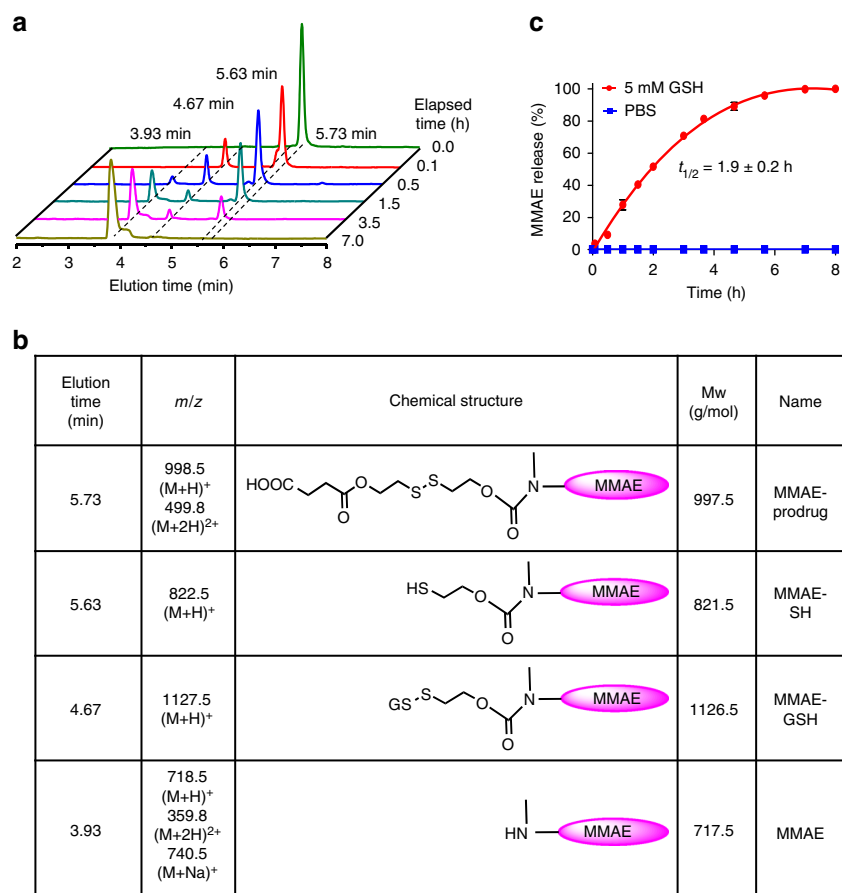 a
5.63 min
4.67 min
3.93 min
5.73 min
Elapsed
time (h)
0.0
0.1
0.5
1.5
3.5
7.0
2 3 4 5 6 7 8
Elution time (min)
c
5 mM GSH
PBS
MMAE release (%)
100
80
60
40
20
0
t1/2 = 1.9 ± 0.2 h
0 2 4 6 8
Time (h)
b
Elution
time
(min)
m/z
Chemical structure
Mw
(g/mol)
Name
5.73
998.5
(M+H)+
499.8
(M+2H)2+
HOOC O O S S O N MMAE
O O
997.5
MMAE-
prodrug
5.63
822.5
(M+H)+
HS O N MMAE
O
821.5
MMAE-
SH
4.67
1127.5
(M+H)+
GS S O N MMAE
O
1126.5
MMAE-
GSH
3.93
718.5
(M+H)+
359.8
(M+2H)2+
740.5
(M+Na)+
HN MMAE
717.5
MMAE